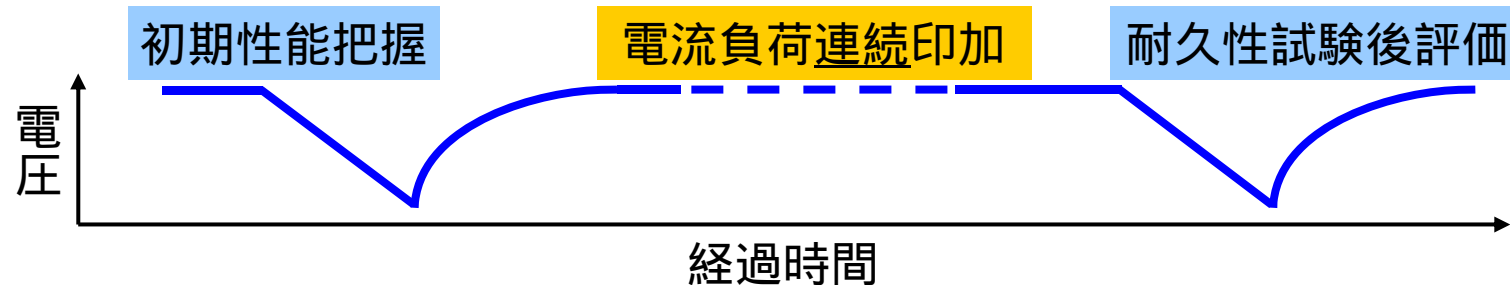 初期性能把握
電流負荷連続印加
耐久性試験後評価
電圧
経過時間